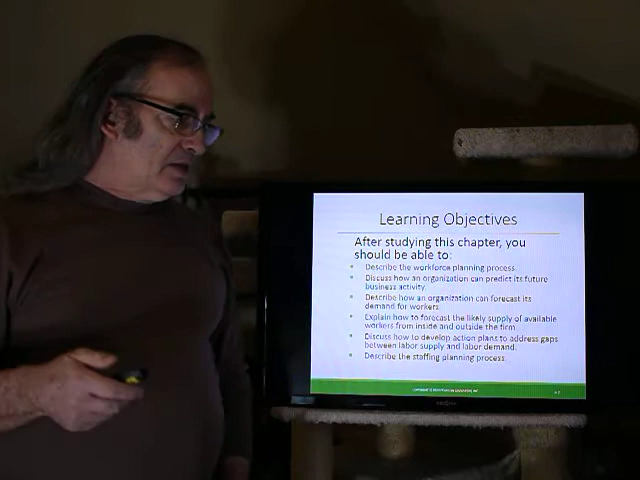 Learning Objectives
After studying this chapter, you
should be able to:
Describe the workforce planning process.
Discuss how an organization can predict its future
business activity.
Describe how an organization can forecast its
demand for workers.
Explain how to forecast the likely supply of available
workers from inside and outside the firm
Discuss how to develop action plans to address gaps
between labor supply and labor demand.
Describe the staffing planning process.